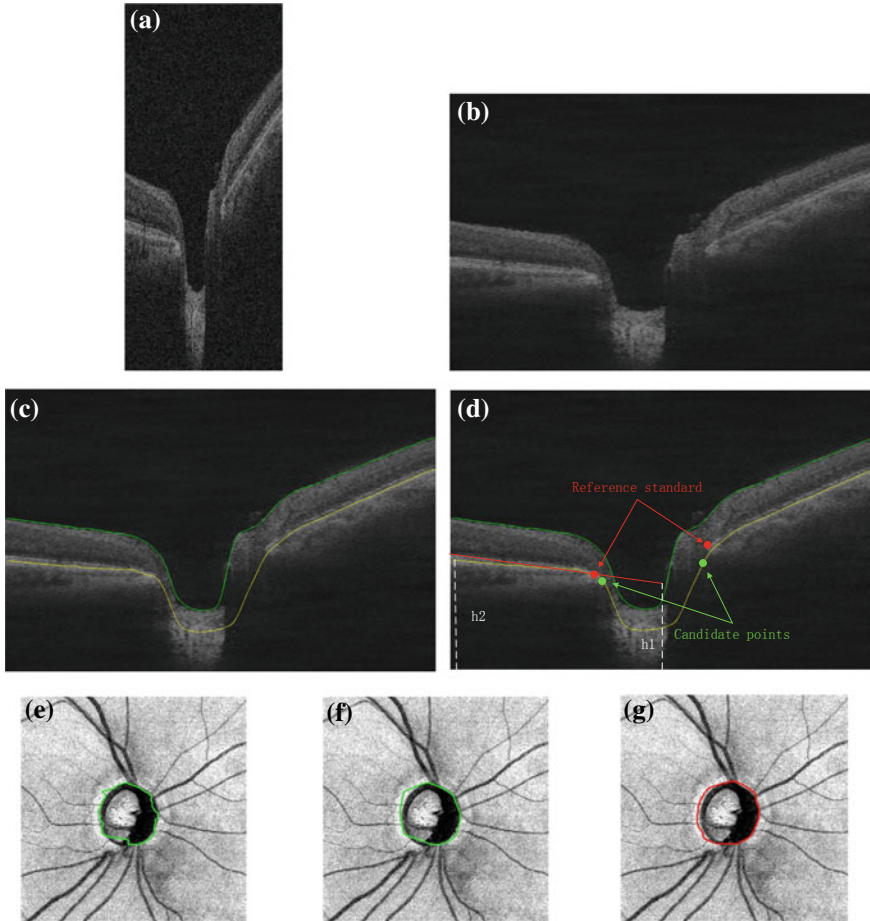 (a)
(b)
(c)
(d)
Reference standard
h2
h1
Candidate points
(e)
(f)
(g)